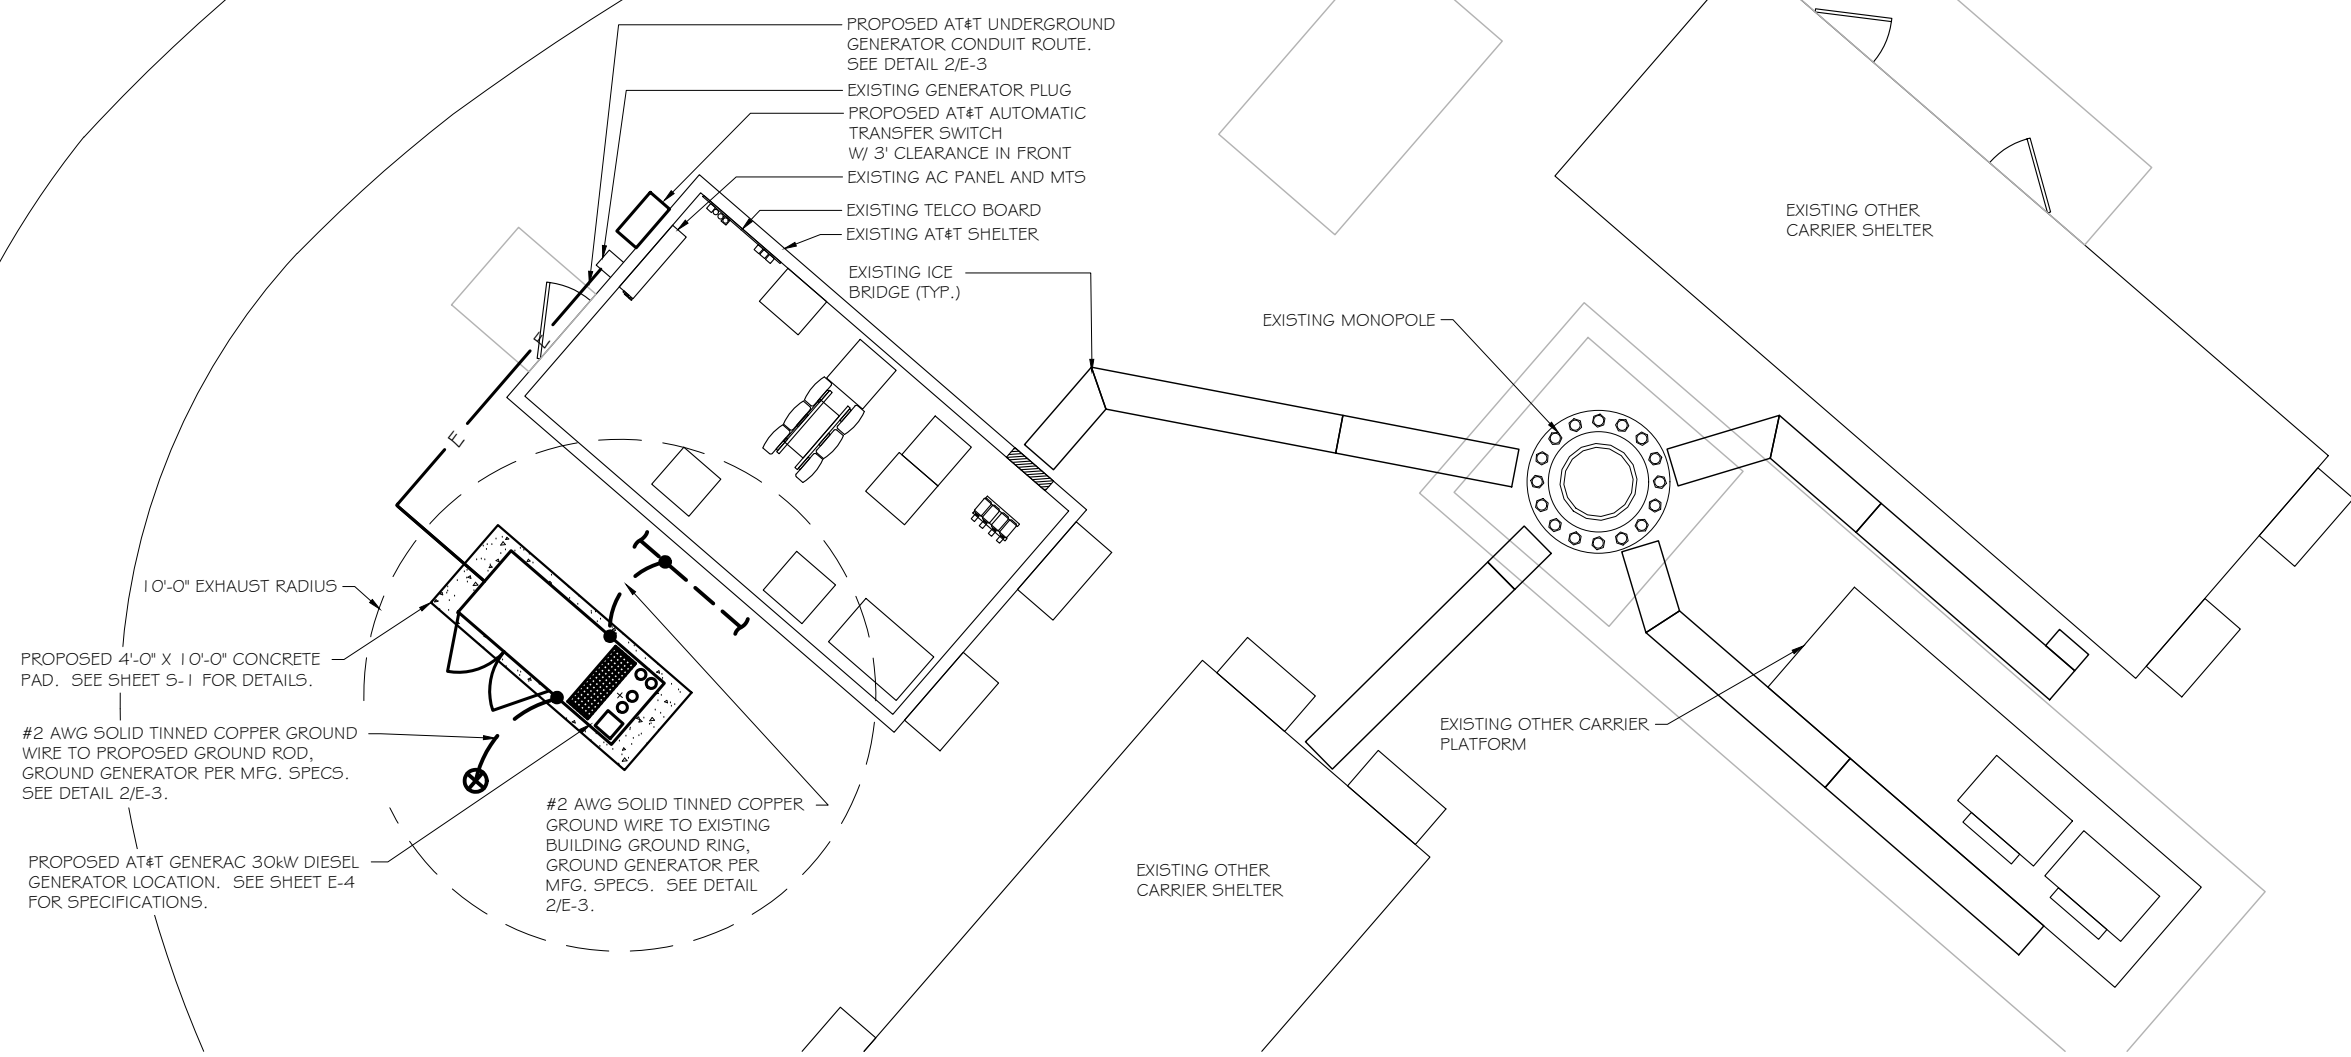 PROPOSED AT&T UNDERGROUND
GENERATOR CONDUIT ROUTE.
SEE DETAIL 2/E-3
EXISTING GENERATOR PLUG
PROPOSED AT&T AUTOMATIC
TRANSFER SWITCH
W/ 3' CLEARANCE IN FRONT
EXISTING AC PANEL AND MTS
EXISTING TELCO BOARD
EXISTING AT&T SHELTER
EXISTING ICE
BRIDGE (TYP.)
EXISTING MONOPOLE
EXISTING OTHER
CARRIER SHELTER
E
E
10'-0" EXHAUST RADIUS
PROPOSED 4'-0" X 10'-0" CONCRETE
PAD. SEE SHEET S-1 FOR DETAILS.
#2 AWG SOLID TINNED COPPER GROUND
WIRE TO PROPOSED GROUND ROD,
GROUND GENERATOR PER MFG. SPECS.
SEE DETAIL 2/E-3.
PROPOSED AT&T GENERAC 30kW DIESEL
GENERATOR LOCATION. SEE SHEET E-4
FOR SPECIFICATIONS.
#2 AWG SOLID TINNED COPPER
GROUND WIRE TO EXISTING
BUILDING GROUND RING,
GROUND GENERATOR PER
MFG. SPECS. SEE DETAIL
2/E-3.
EXISTING OTHER
CARRIER SHELTER
EXISTING OTHER CARRIER
PLATFORM